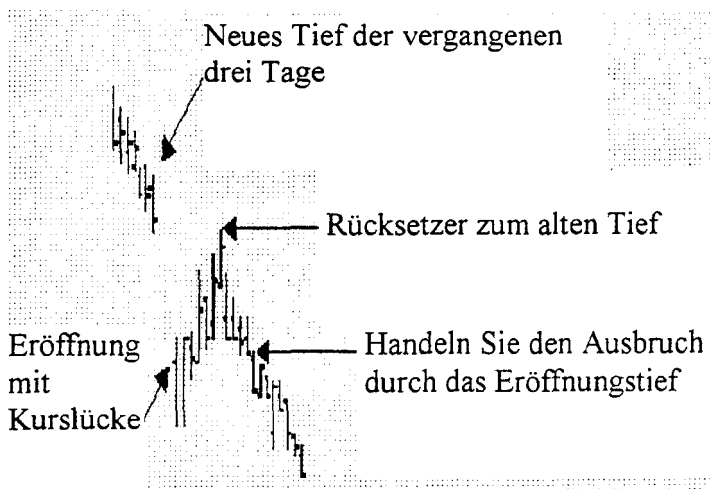 Neues Tief der vergangenen
drei Tage
Rücksetzer zum alten Tief
Eröffnung
mit
Kurslücke
Handeln Sie den Ausbruch
durch das Eröffnungstief